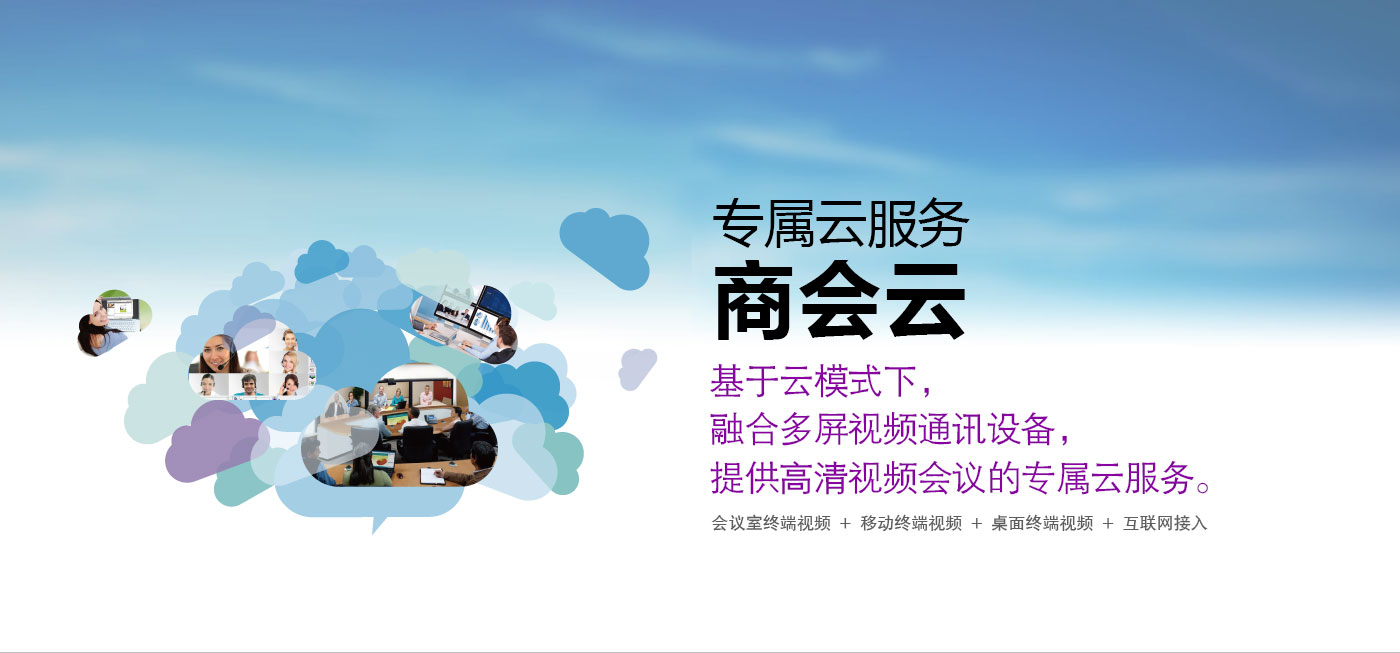 专属云服务
商会云
基于云模式下，
融合多屏视频通讯设备，
提供高清视频会议的专属云服务。
会议室终端视频 + 移动终端视频 + 桌面终端视频 + 互联网接入